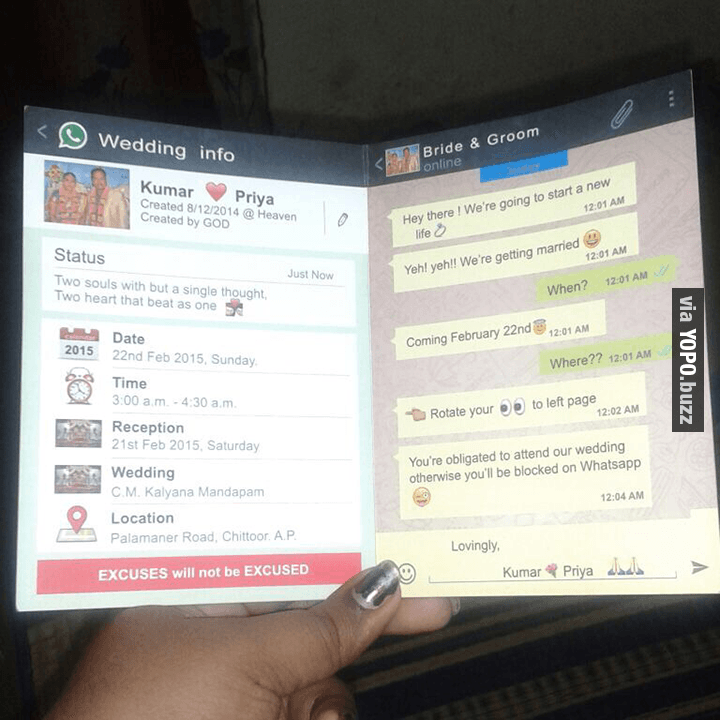 Wedding info
Kumar ❤️ Priya
Created 8/12/2014 @ Heaven
Created by GOD
Status
Just Now
Two souls with but a single thought,
Two heart that beat as one
2015
Date
22nd Feb 2015, Sunday.
Time
3:00 a.m. - 4:30 a.m.
Reception
21st Feb 2015, Saturday
Wedding
C.M. Kalyana Mandapam
Location
Palamaner Road, Chittoor. A.P.
EXCUSES will not be EXCUSED
Bride & Groom
online
Hey there ! We're going to start a new
life 💍
12:01 AM
Yeh! yeh!! We're getting married 😃
12:01 AM
When? 12:01 AM
Coming February 22nd 😇 12:01 AM
Where?? 12:01 AM
👈 Rotate your 👀 to left page
12:02 AM
You're obligated to attend our wedding
otherwise you'll be blocked on Whatsapp
😜
12:04 AM
Lovingly,
Kumar 🌹 Priya 🙏🙏
via YOPO.buzz